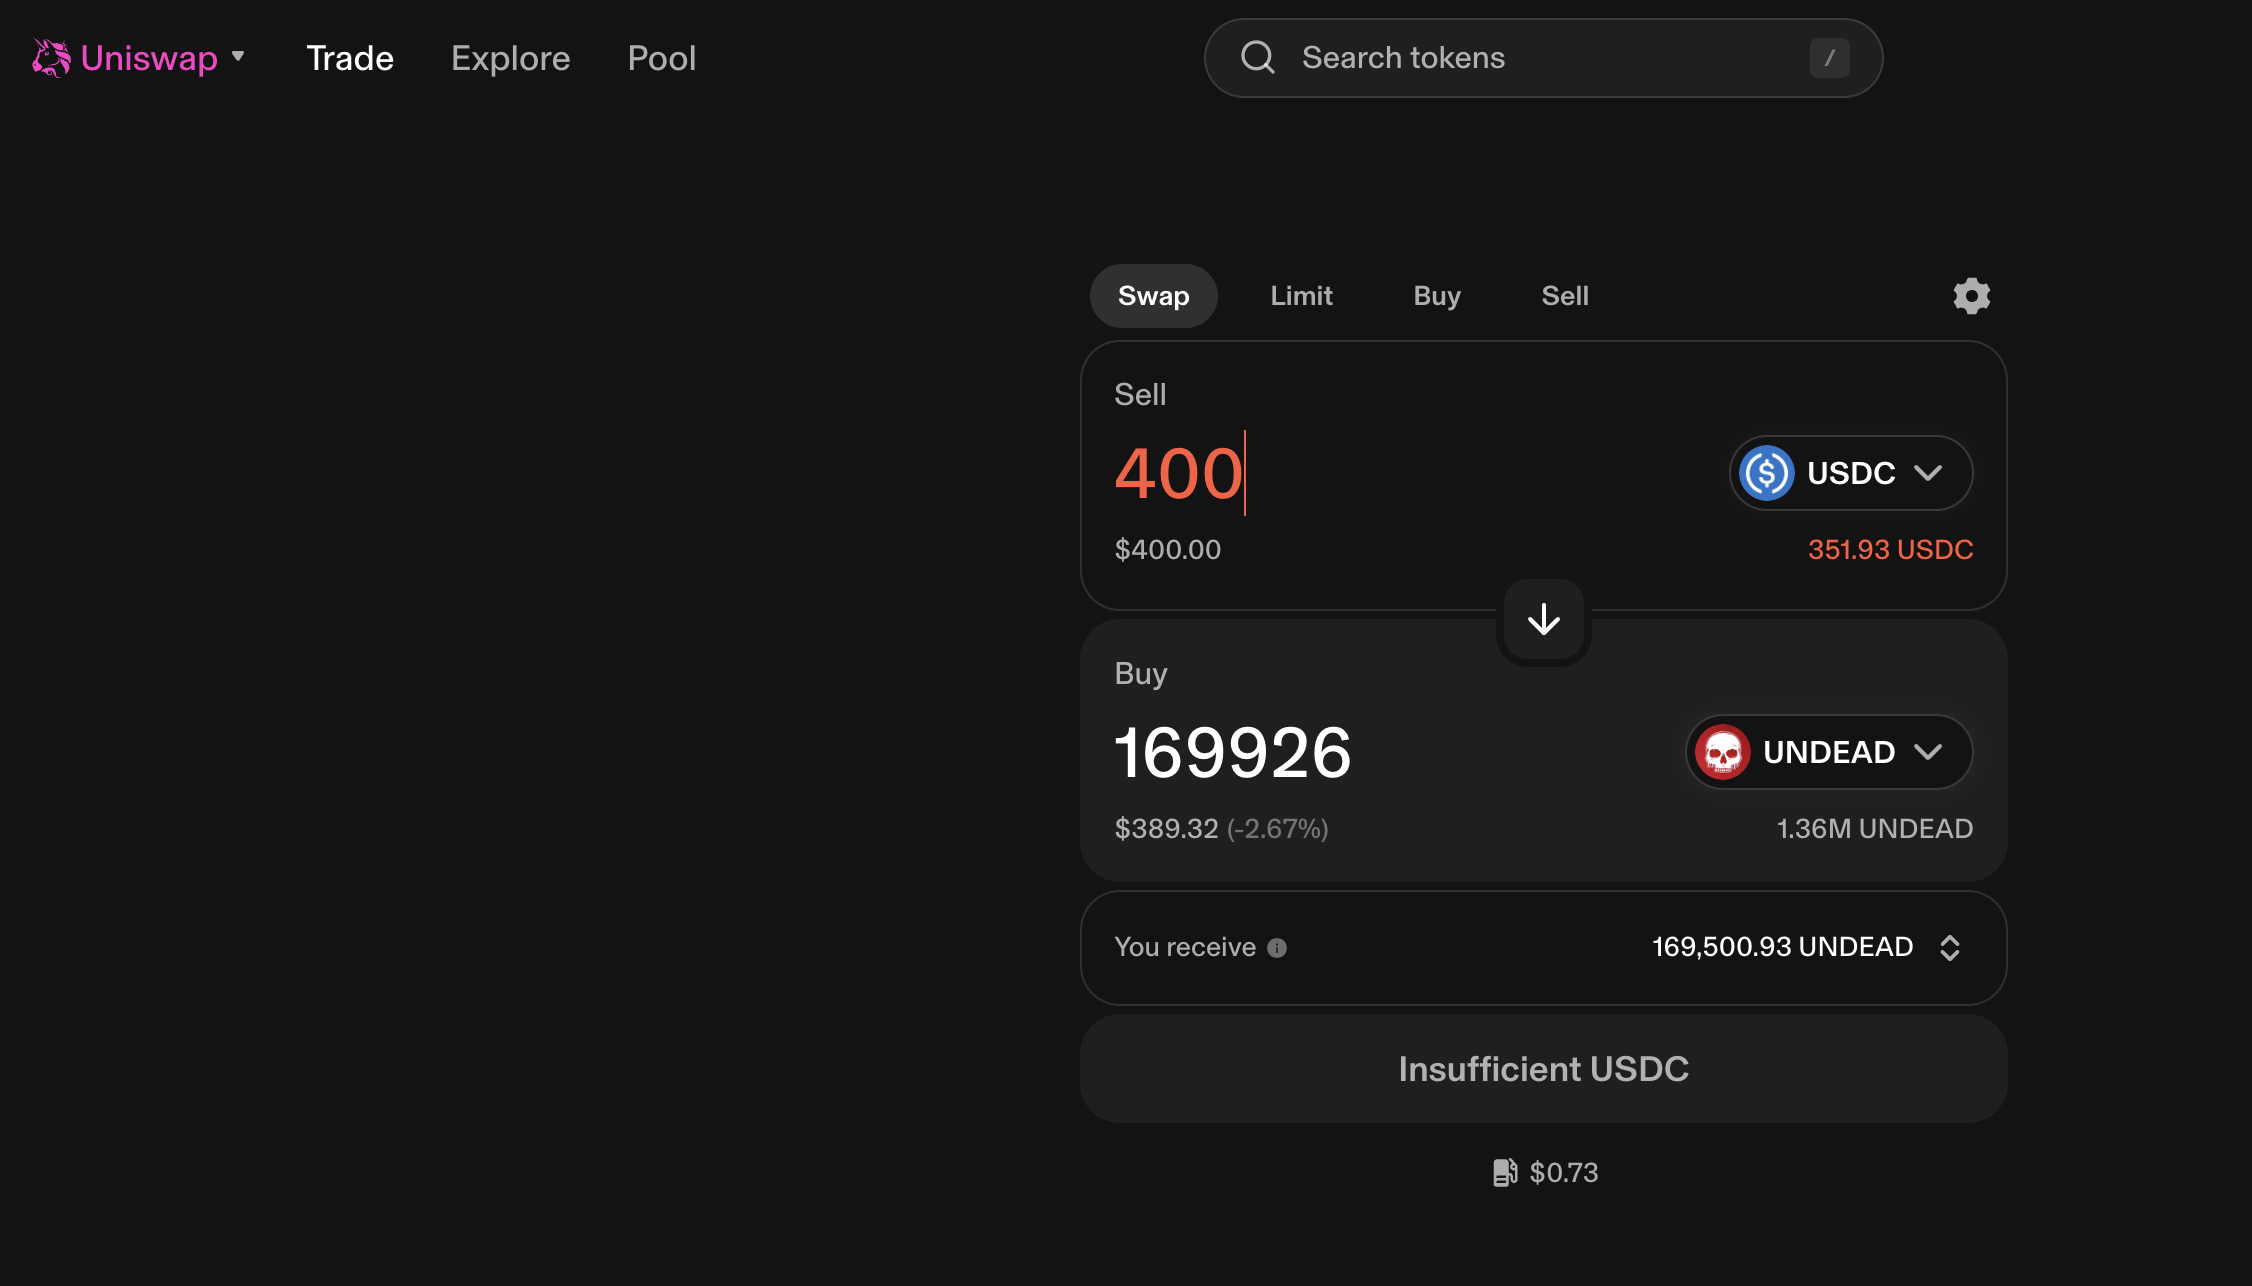 Uniswap Trade Explore Pool Search tokens /
Swap Limit Buy Sell
Sell
400 USDC
$400.00 351.93 USDC
Buy
169926 UNDEAD
$389.32 (-2.67%) 1.36M UNDEAD
You receive 169,500.93 UNDEAD
Insufficient USDC
$0.73